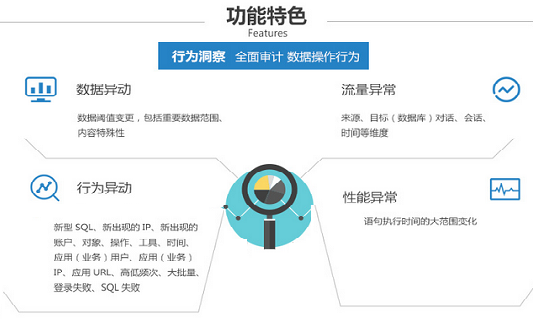 功能特色
Features
行为洞察 全面审计 数据操作行为
数据异动
数据阈值变更，包括重要数据范围、
内容特殊性
流量异常
来源、目标（数据库）对话、会话、
时间等维度
行为异动
新型 SQL、新出现的 IP、新出现的
账户、对象、操作、工具、时间、
应用（业务）用户、应用（业务）
IP、应用 URL、高低频次、大批量、
登录失败、SQL 失败
性能异常
语句执行时间的大范围变化